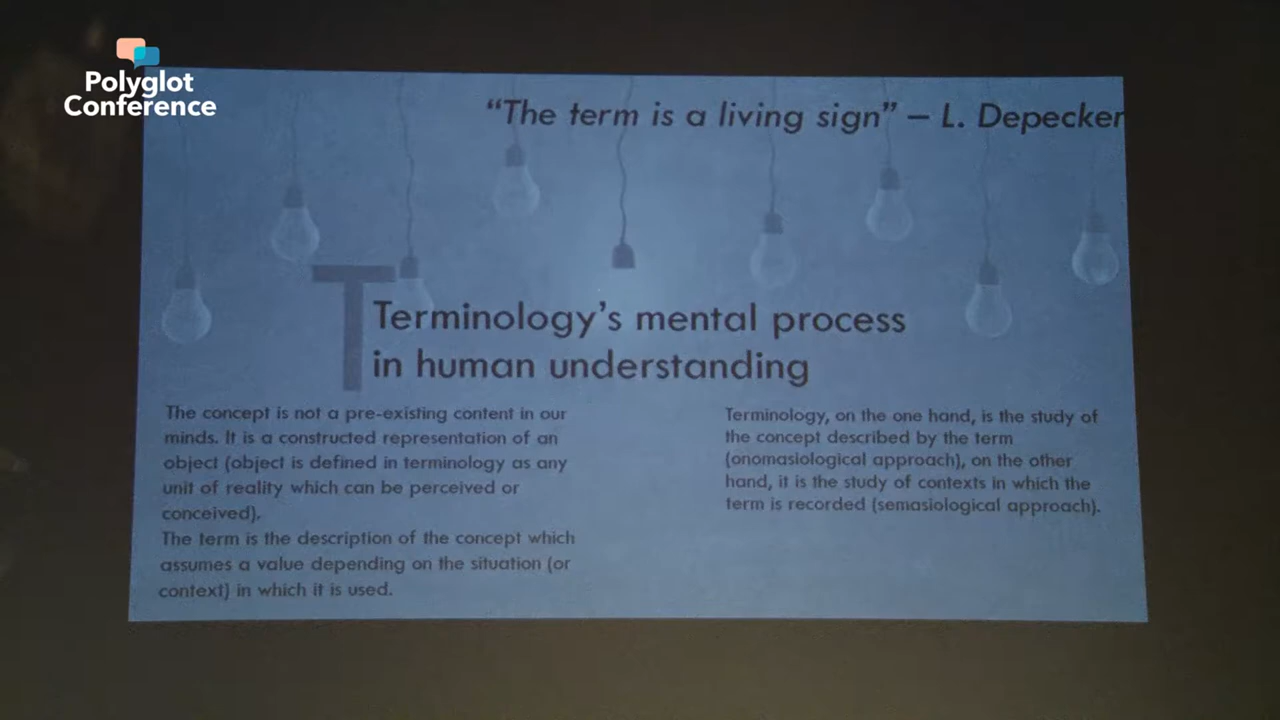 Polyglot
Conference
“The term is a living sign” – L. Depecker
T
Terminology’s mental process
in human understanding
The concept is not a pre-existing content in our
minds. It is a constructed representation of an
object (object is defined in terminology as any
unit of reality which can be perceived or
conceived).
The term is the description of the concept which
assumes a value depending on the situation (or
context) in which it is used.
Terminology, on the one hand, is the study of
the concept described by the term
(onomasiological approach), on the other
hand, it is the study of contexts in which the
term is recorded (semasiological approach).